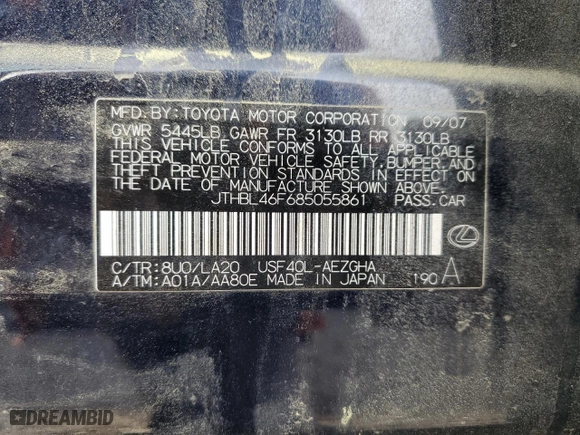 MFD. BY: TOYOTA MOTOR CORPORATION 09/07
GVWR 5445LB GAWR FR 3130LB RR 3130LB
THIS VEHICLE CONFORMS TO ALL APPLICABLE
FEDERAL MOTOR VEHICLE SAFETY, BUMPER, AND
THEFT PREVENTION STANDARDS IN EFFECT ON
THE DATE OF MANUFACTURE SHOWN ABOVE.
JTHBL46F685055861 PASS. CAR
C/TR: 8U0/LA20 USF40L-AEZGHA
A/TM: A01A/AA80E MADE IN JAPAN 190 A
DREAMBID